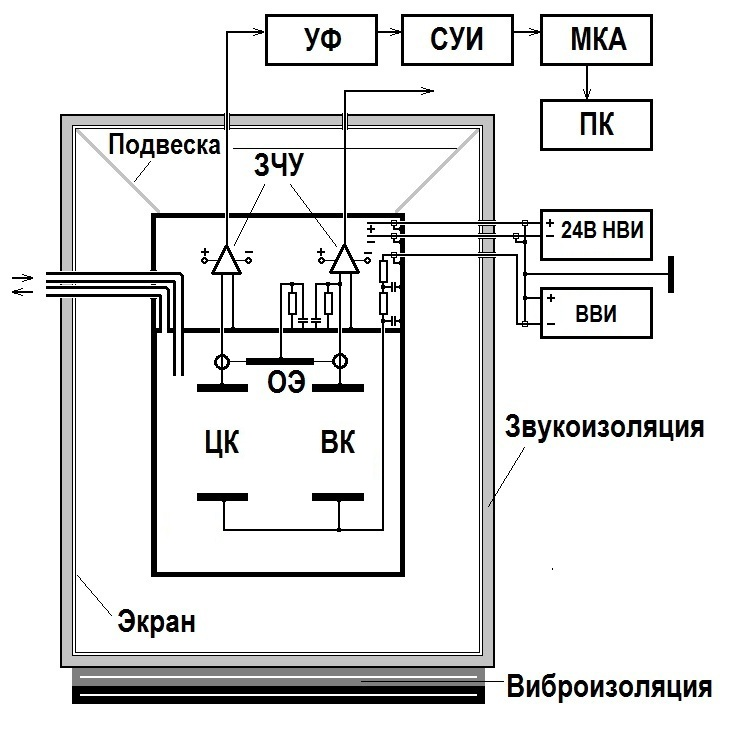 УФ
СУИ
МКА
ПК
Подвеска
ЗЧУ
+
-
+
-
+
-
+
-
24В НВИ
+
-
ВВИ
ОЭ
ЦК
ВК
Звукоизоляция
Экран
Виброизоляция